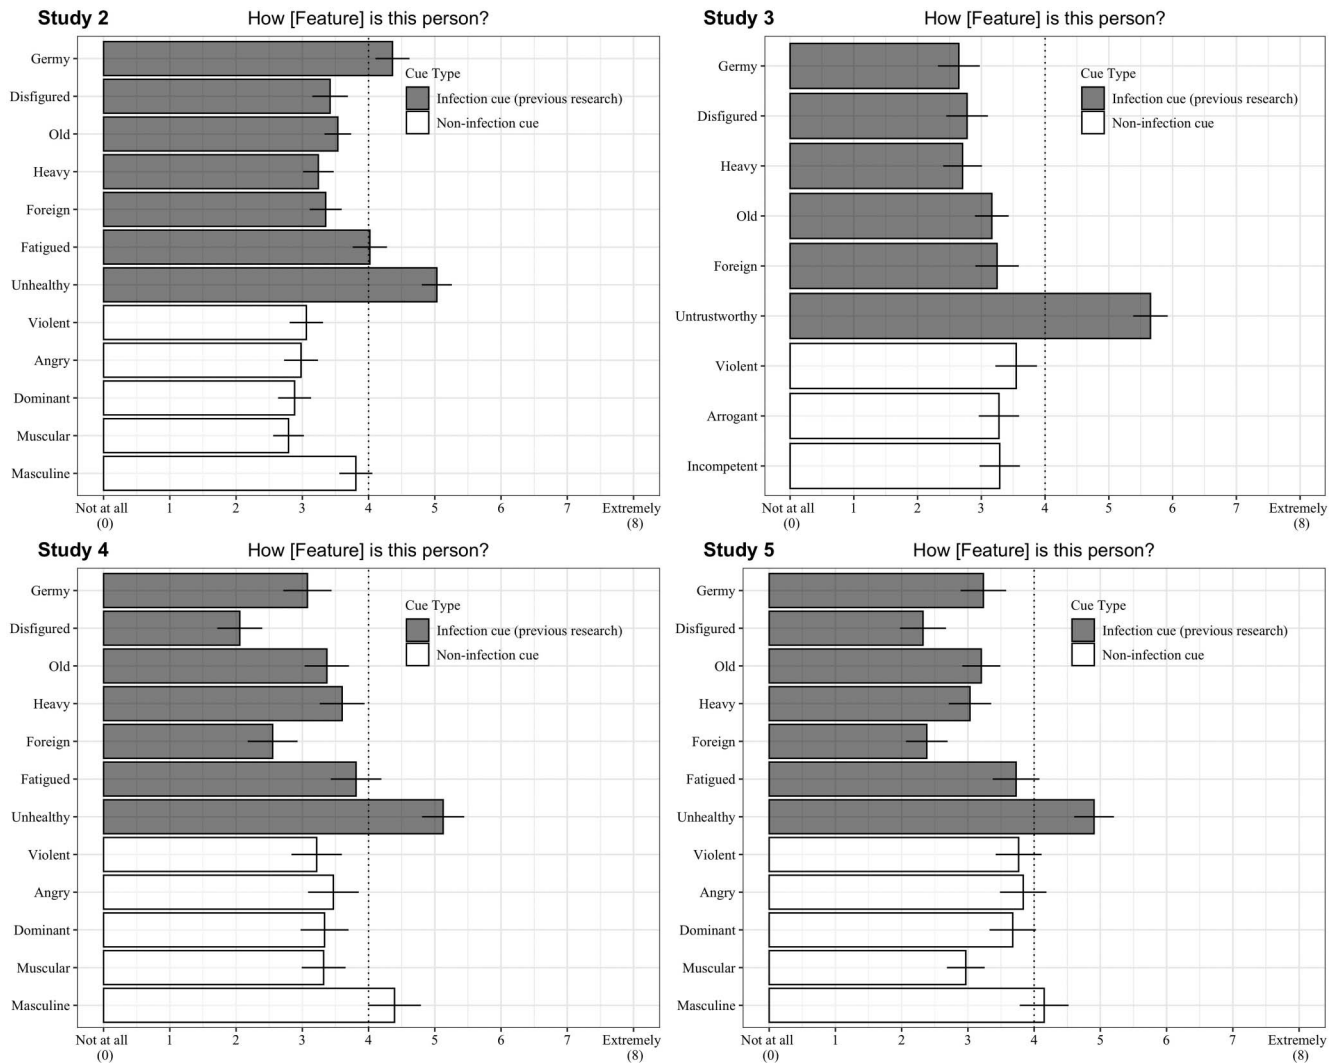 Study 2
How [Feature] is this person?
Germy
Disfigured
Old
Heavy
Foreign
Fatigued
Unhealthy
Violent
Angry
Dominant
Muscular
Masculine
Cue Type
Infection cue (previous research)
Non-infection cue
Not at all 1 2 3 4 5 6 7 Extremely
(0) (8)
Study 3
How [Feature] is this person?
Germy
Disfigured
Heavy
Old
Foreign
Untrustworthy
Violent
Arrogant
Incompetent
Cue Type
Infection cue (previous research)
Non-infection cue
Not at all 1 2 3 4 5 6 7 Extremely
(0) (8)
Study 4
How [Feature] is this person?
Germy
Disfigured
Old
Heavy
Foreign
Fatigued
Unhealthy
Violent
Angry
Dominant
Muscular
Masculine
Cue Type
Infection cue (previous research)
Non-infection cue
Not at all 1 2 3 4 5 6 7 Extremely
(0) (8)
Study 5
How [Feature] is this person?
Germy
Disfigured
Old
Heavy
Foreign
Fatigued
Unhealthy
Violent
Angry
Dominant
Muscular
Masculine
Cue Type
Infection cue (previous research)
Non-infection cue
Not at all 1 2 3 4 5 6 7 Extremely
(0) (8)